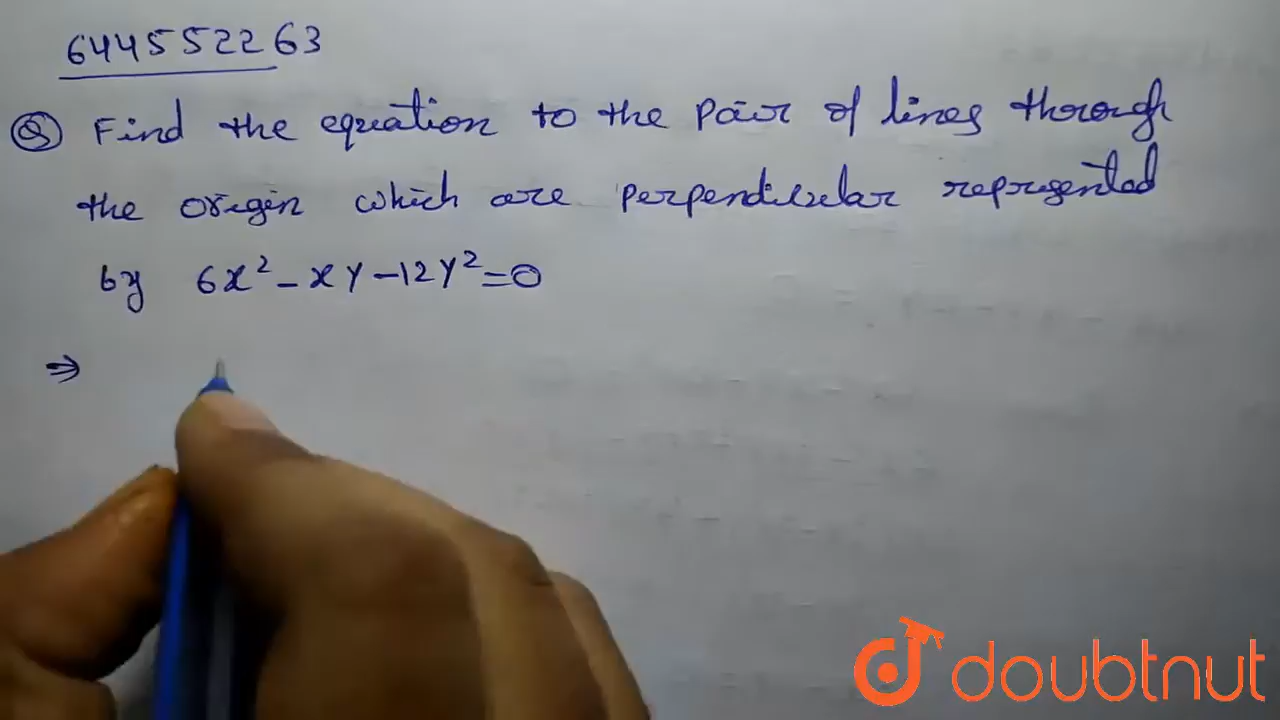 6445552263
Q Find the equation to the pair of lines through
the origin which are perpendicular represented
by 6x² - xy - 12y² = 0
⇒
doubtnut